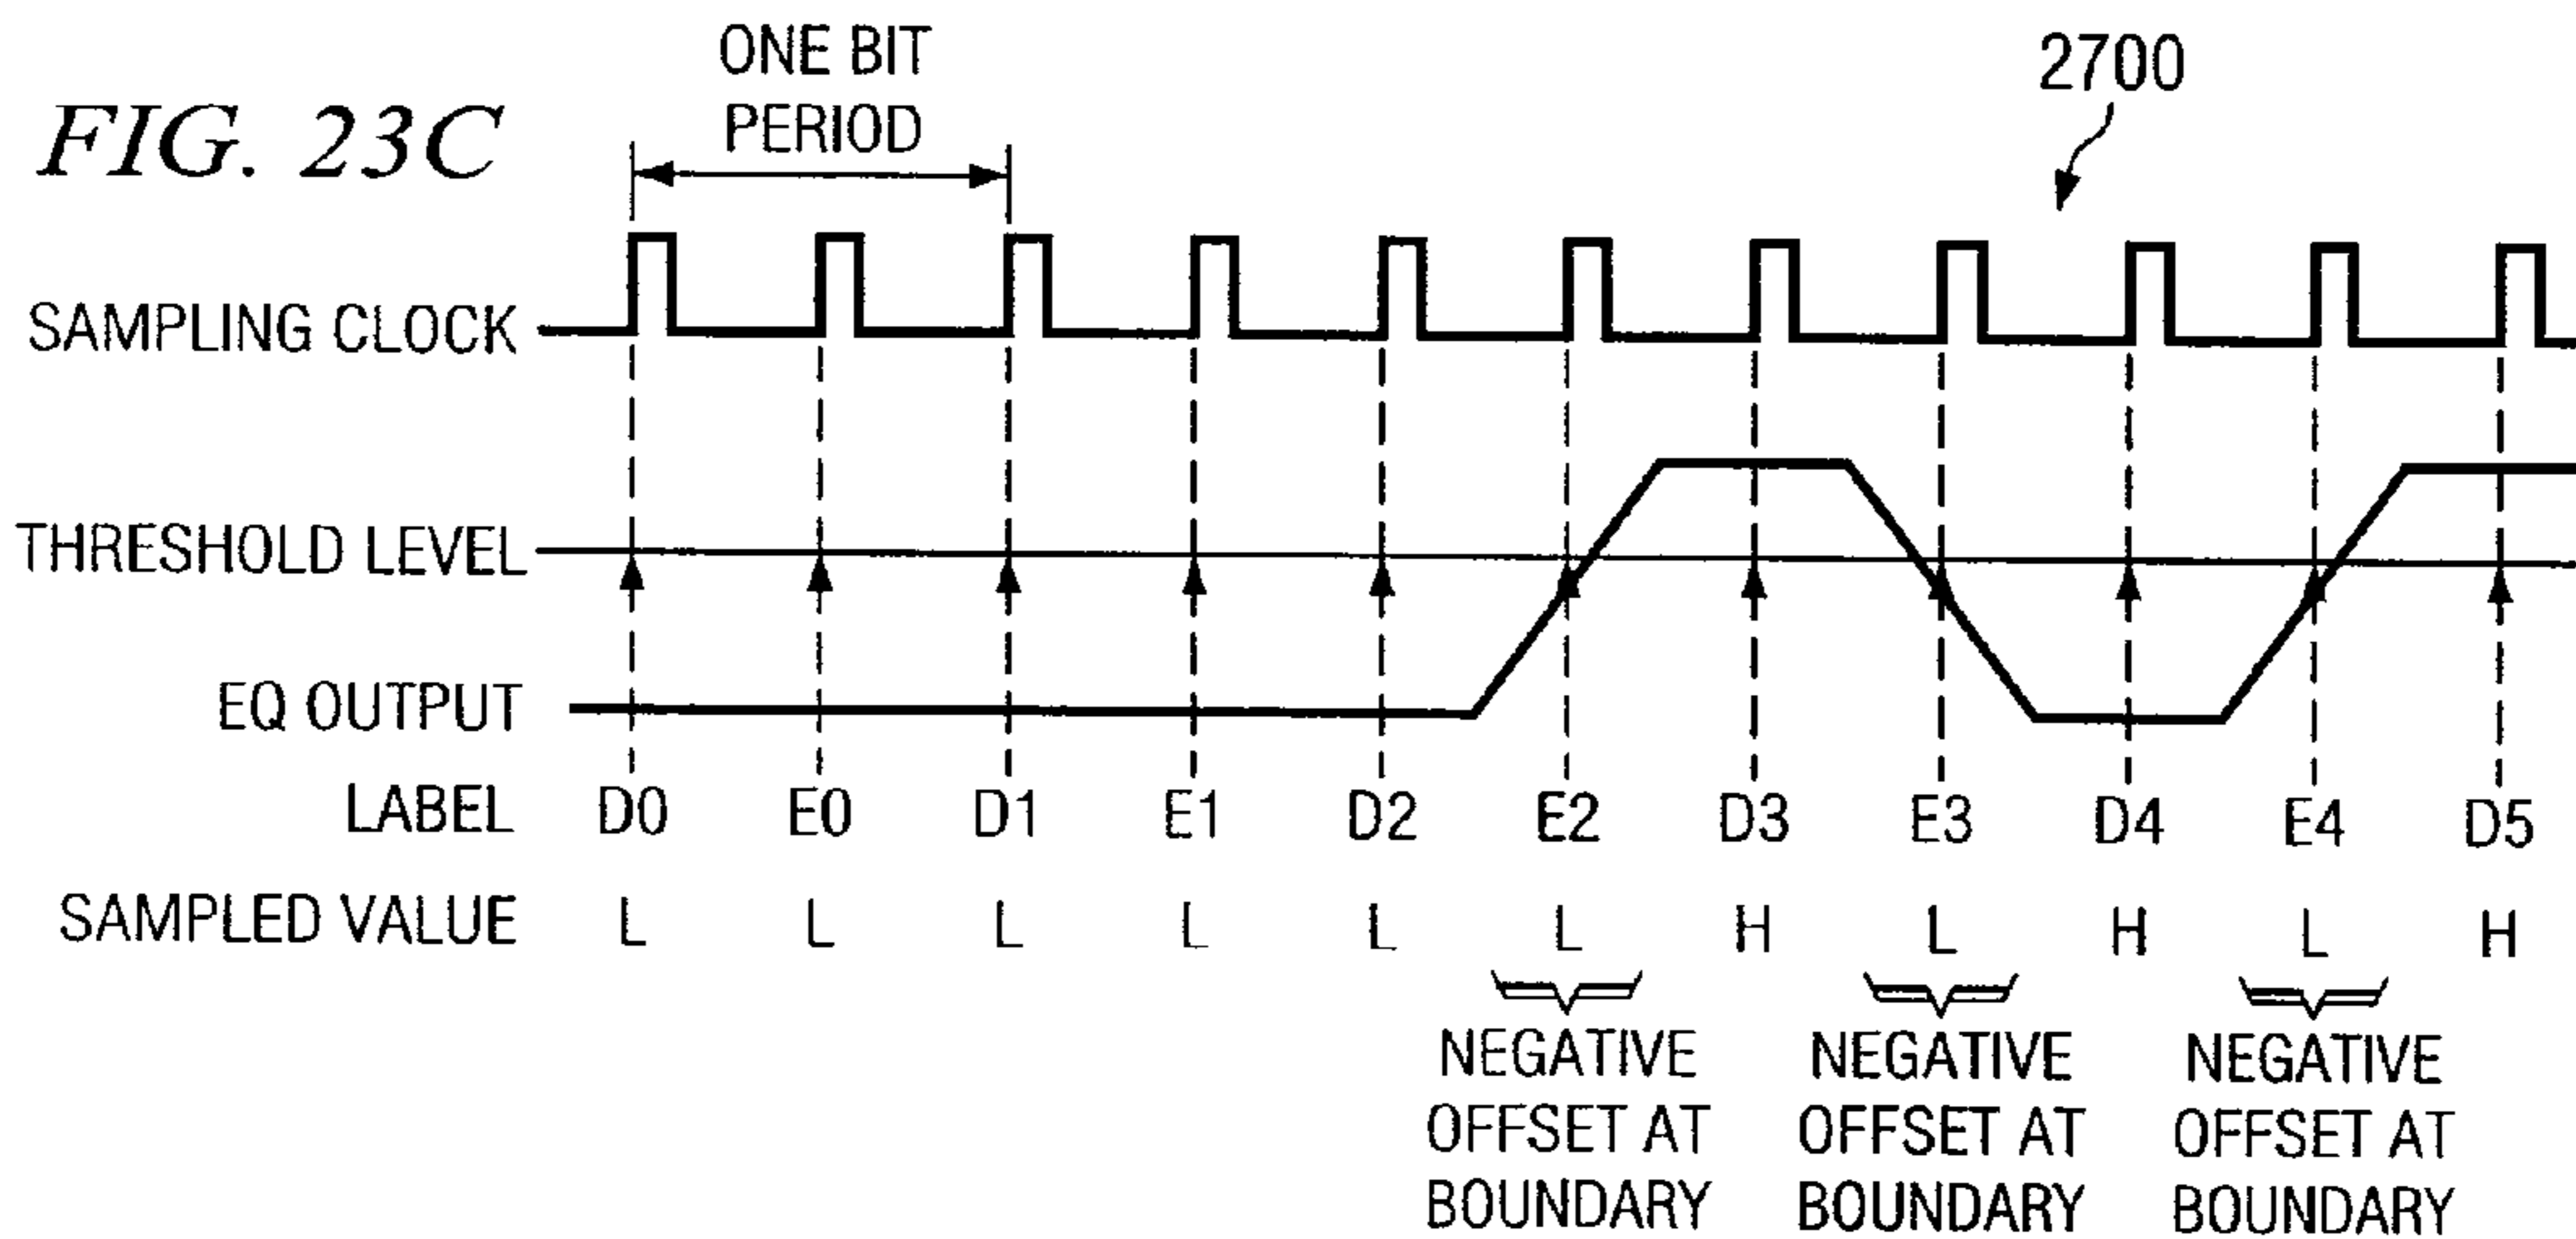 FIG. 23C
ONE BIT
PERIOD
2700
SAMPLING CLOCK
THRESHOLD LEVEL
EQ OUTPUT
LABEL D0 E0 D1 E1 D2 E2 D3 E3 D4 E4 D5
SAMPLED VALUE L L L L L L H L H L H
NEGATIVE NEGATIVE NEGATIVE
OFFSET AT OFFSET AT OFFSET AT
BOUNDARY BOUNDARY BOUNDARY